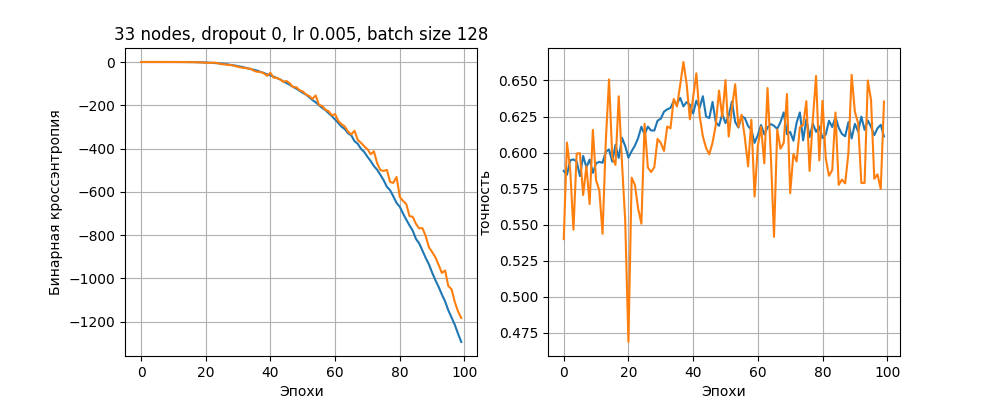 33 nodes, dropout 0, lr 0.005, batch size 128
Бинарная кроссэнтропия
0
−200
−400
−600
−800
−1000
−1200
0 20 40 60 80 100
Эпохи
точность
0.650
0.625
0.600
0.575
0.550
0.525
0.500
0.475
0 20 40 60 80 100
Эпохи